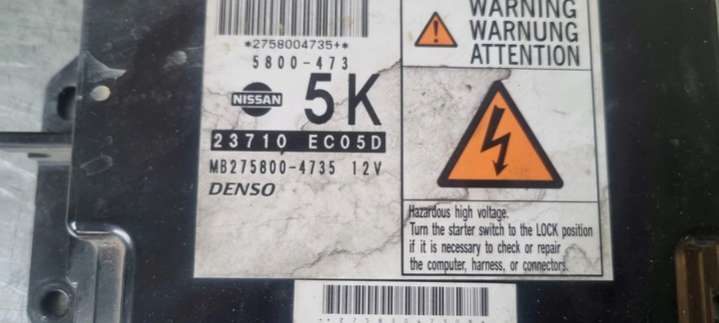 WARNING
WARNUNG
ATTENTION
*2758004735+*
5800-473
NISSAN
5K
23710 EC05D
MB275800-4735 12V
DENSO
Hazardous high voltage.
Turn the starter switch to the LOCK position
if it is necessary to check or repair
the computer, harness, or connectors.